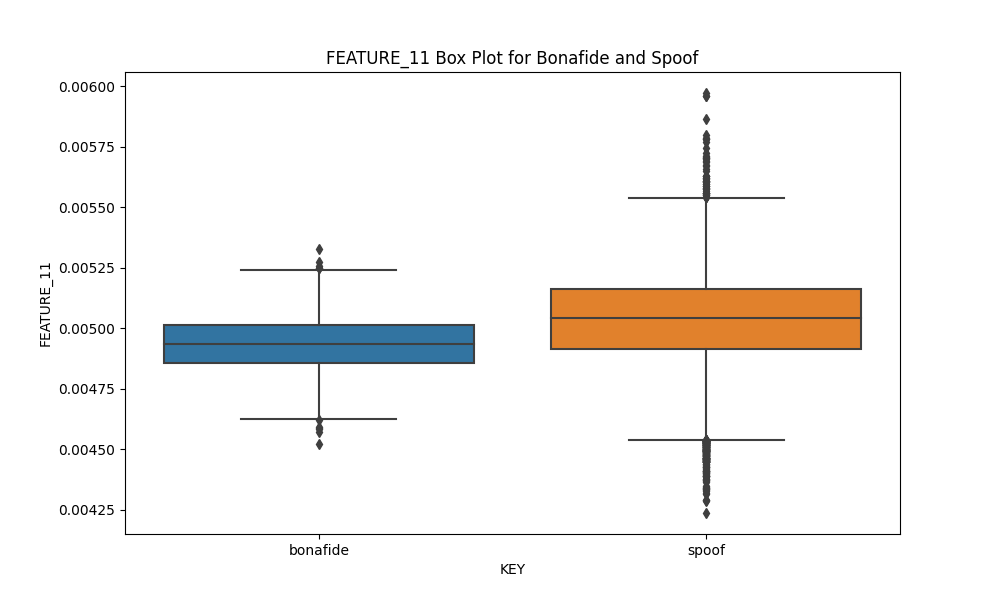 FEATURE_11 Box Plot for Bonafide and Spoof
0.00600
0.00575
0.00550
0.00525
0.00500
0.00475
0.00450
0.00425
FEATURE_11
bonafide
spoof
KEY